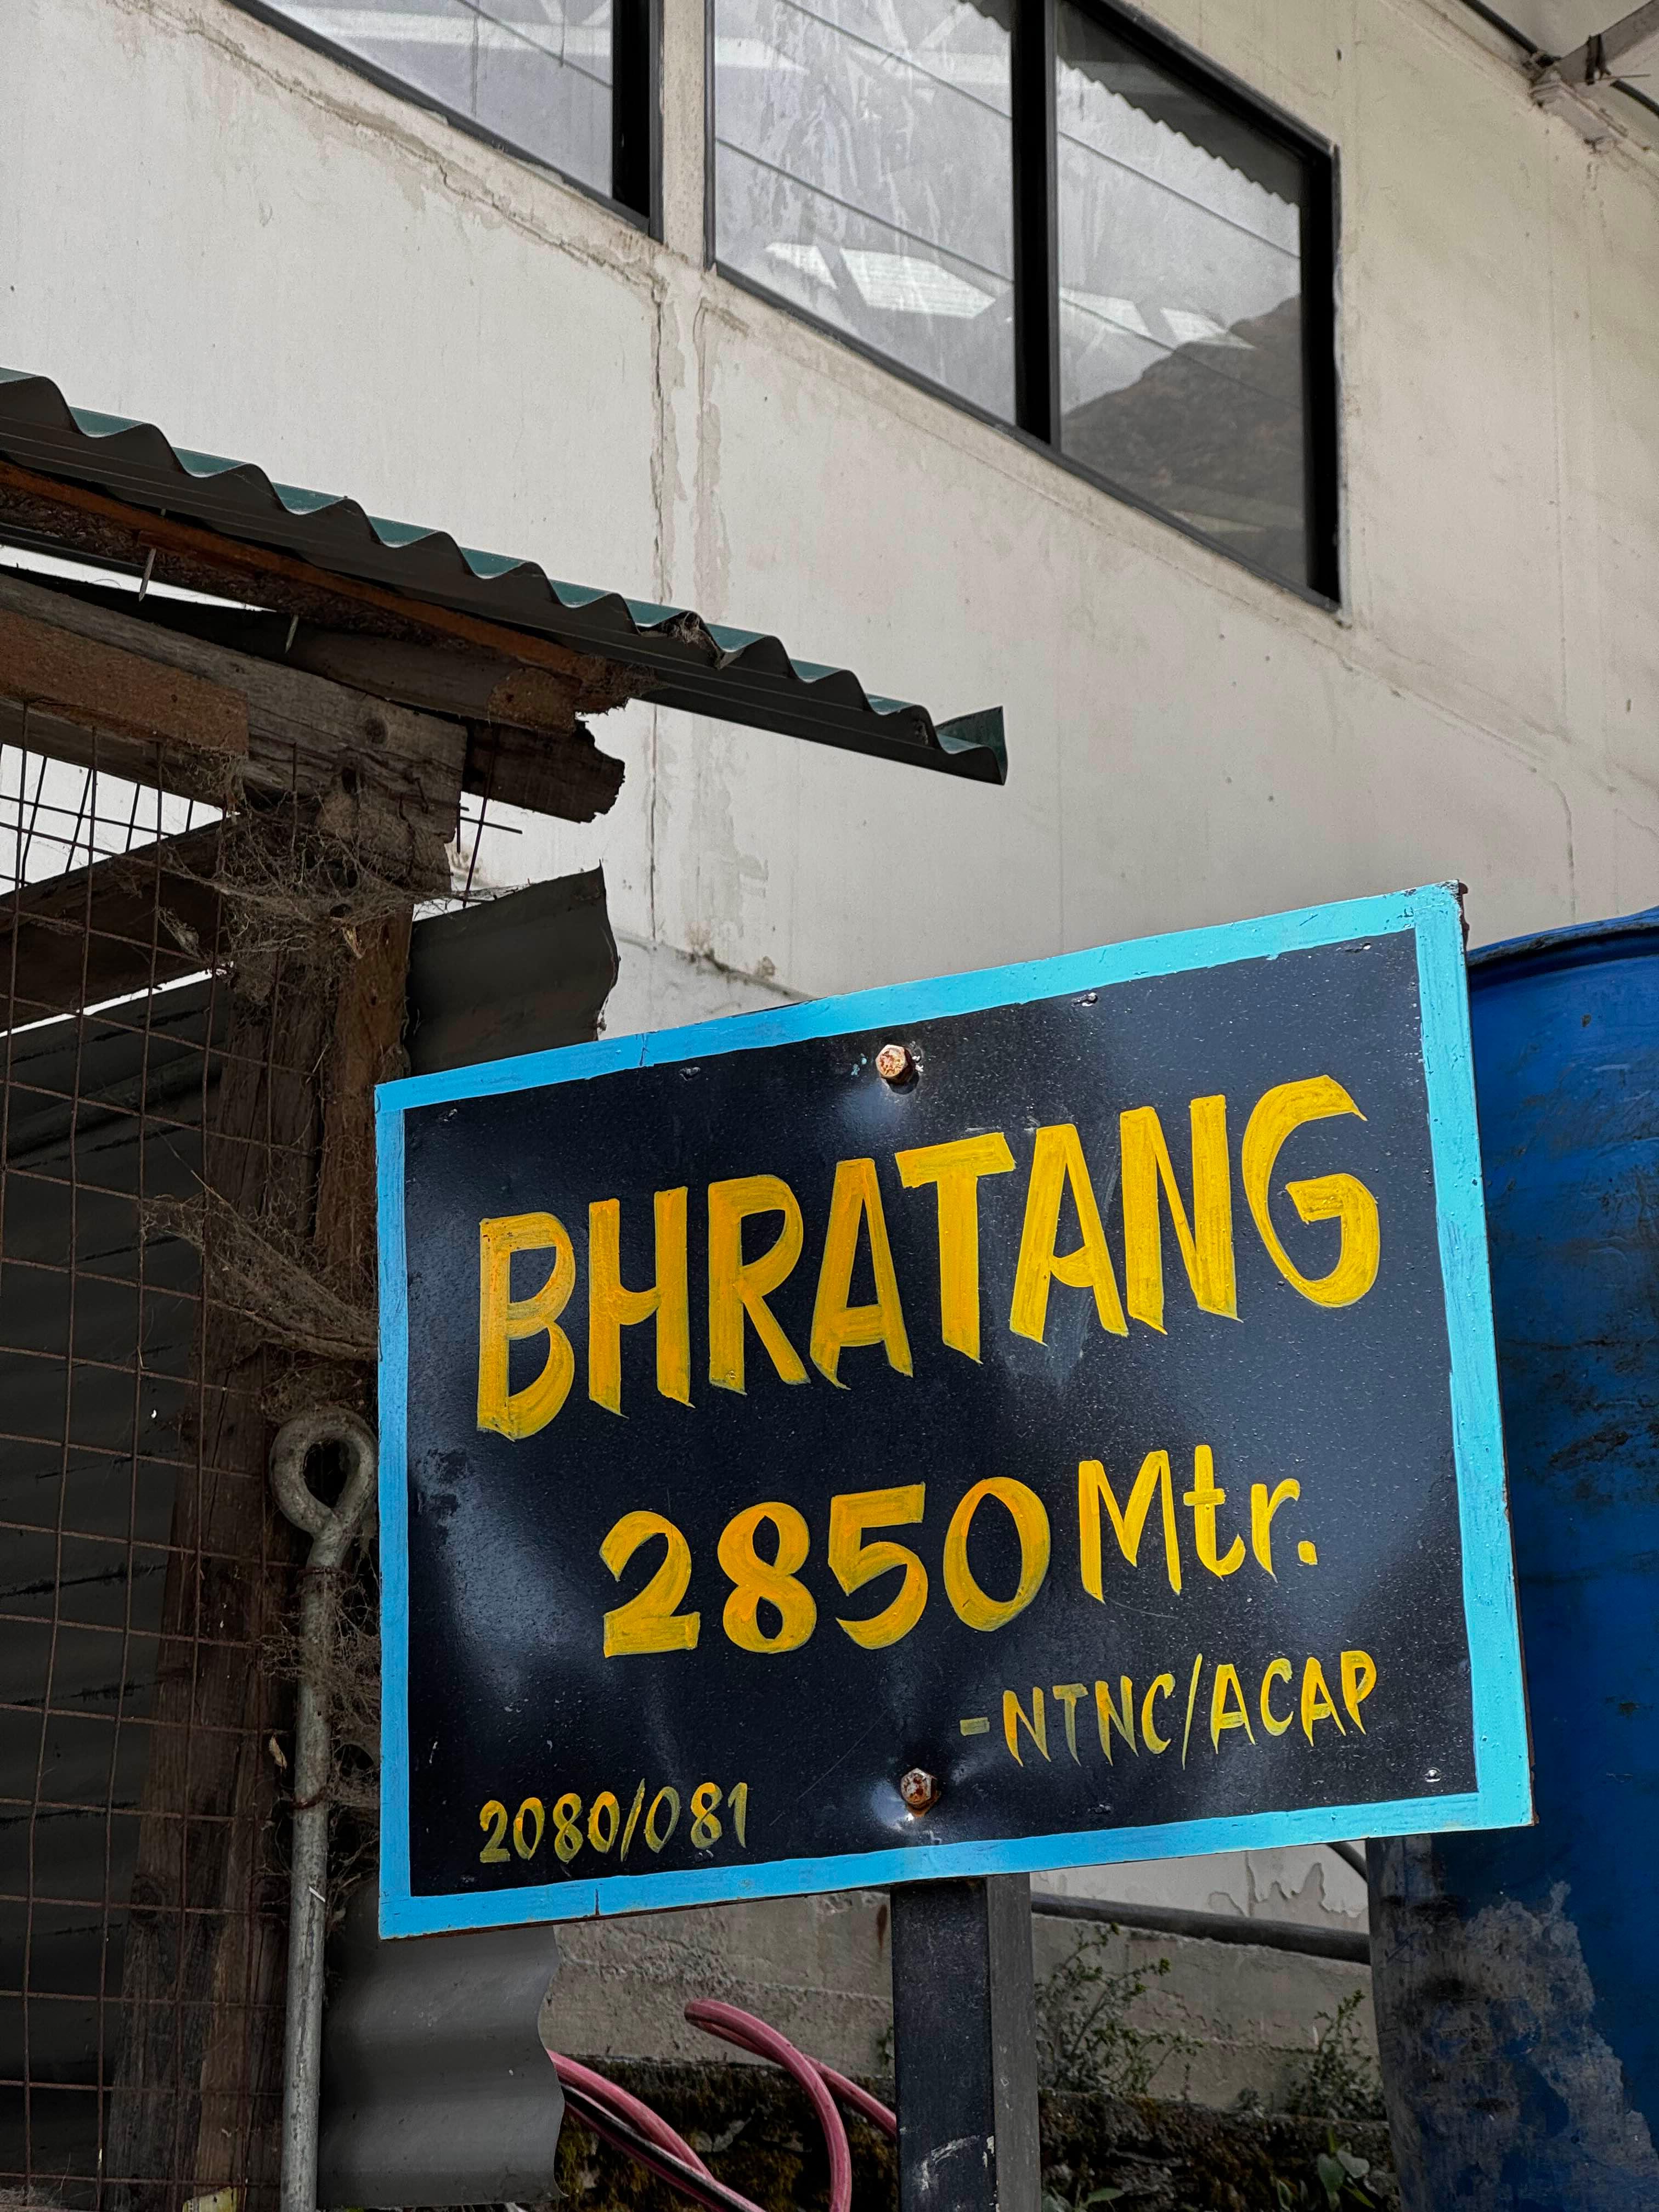 BHRATANG
2850 Mtr.
-NTNC/ACAP
2080/081